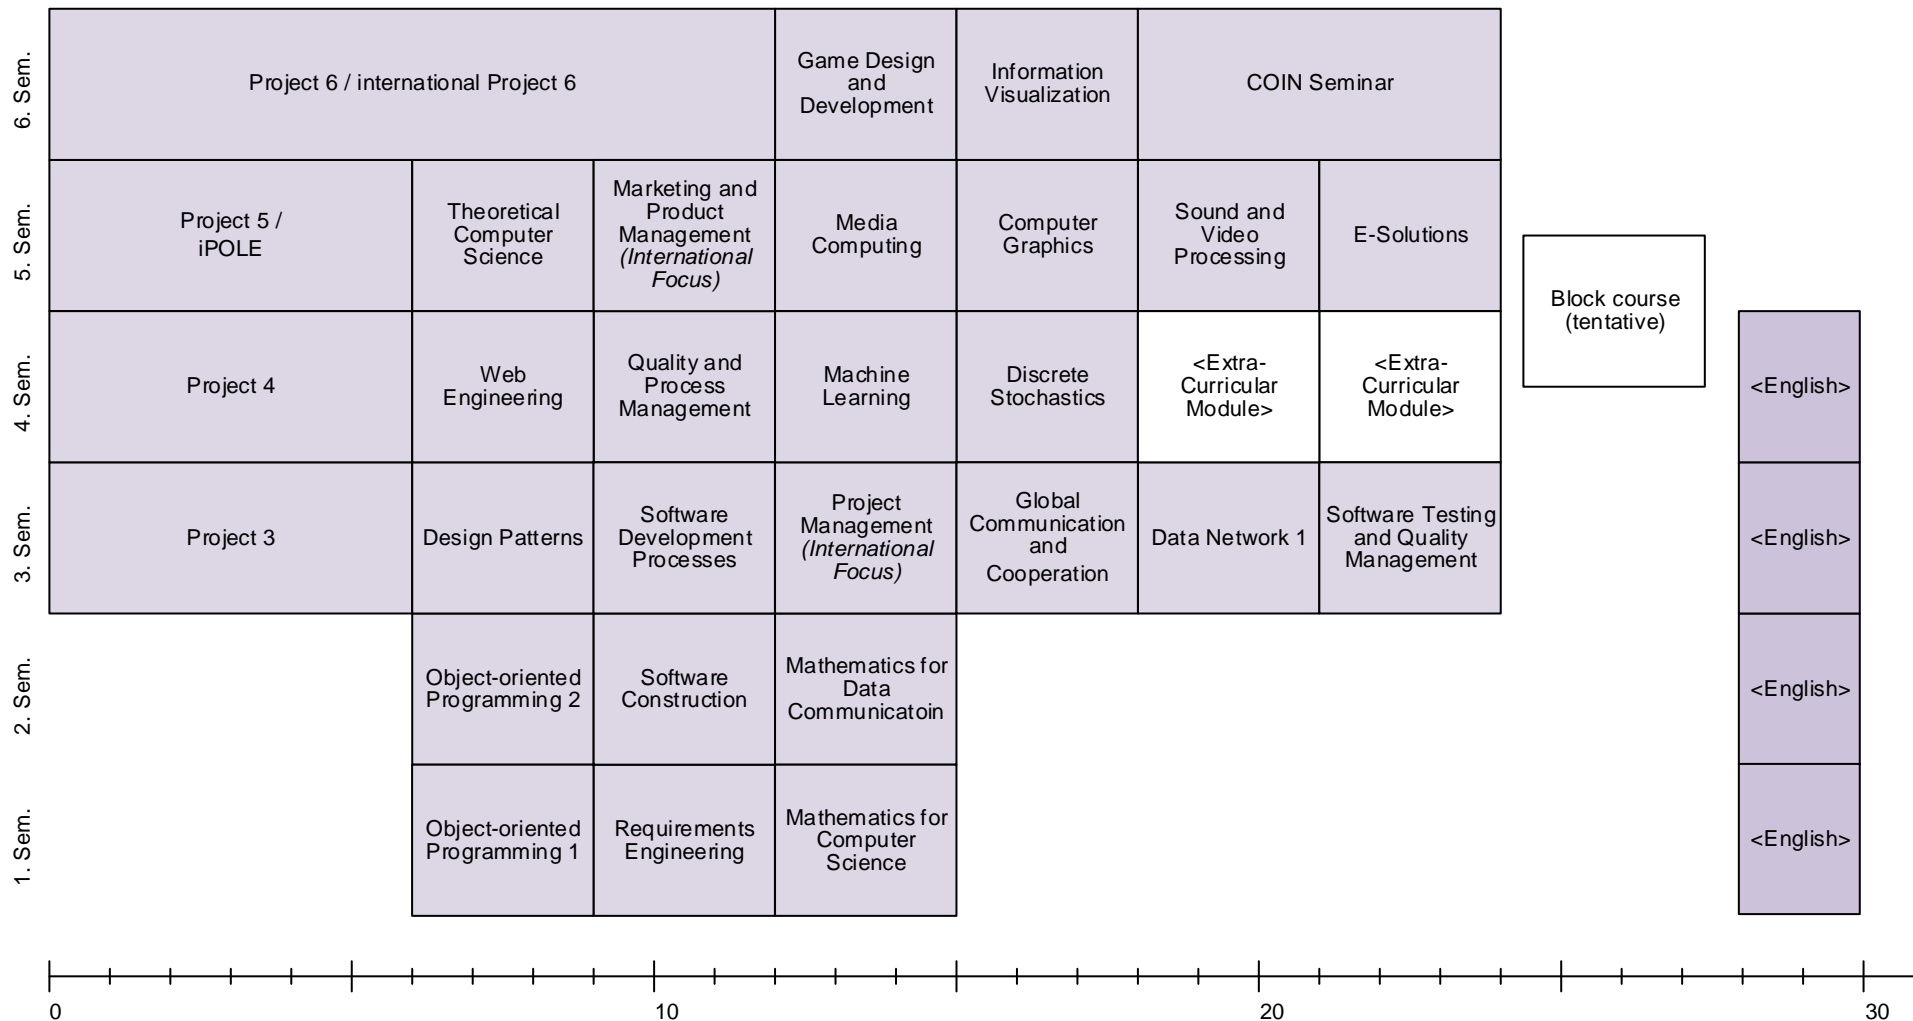 6. Sem.
Project 6 / international Project 6
Game Design
and
Development
Information
Visualization
COIN Seminar
5. Sem.
Project 5 /
iPOLE
Theoretical
Computer
Science
Marketing and
Product
Management
(International
Focus)
Media
Computing
Computer
Graphics
Sound and
Video
Processing
E-Solutions
Block course
(tentative)
4. Sem.
Project 4
Web
Engineering
Quality and
Process
Management
Machine
Learning
Discrete
Stochastics
<Extra-
Curricular
Module>
<Extra-
Curricular
Module>
<English>
3. Sem.
Project 3
Design Patterns
Software
Development
Processes
Project
Management
(International
Focus)
Global
Communication
and
Cooperation
Data Network 1
Software Testing
and Quality
Management
<English>
2. Sem.
Object-oriented
Programming 2
Software
Construction
Mathematics for
Data
Communicatoin
<English>
1. Sem.
Object-oriented
Programming 1
Requirements
Engineering
Mathematics for
Computer
Science
<English>
0
10
20
30